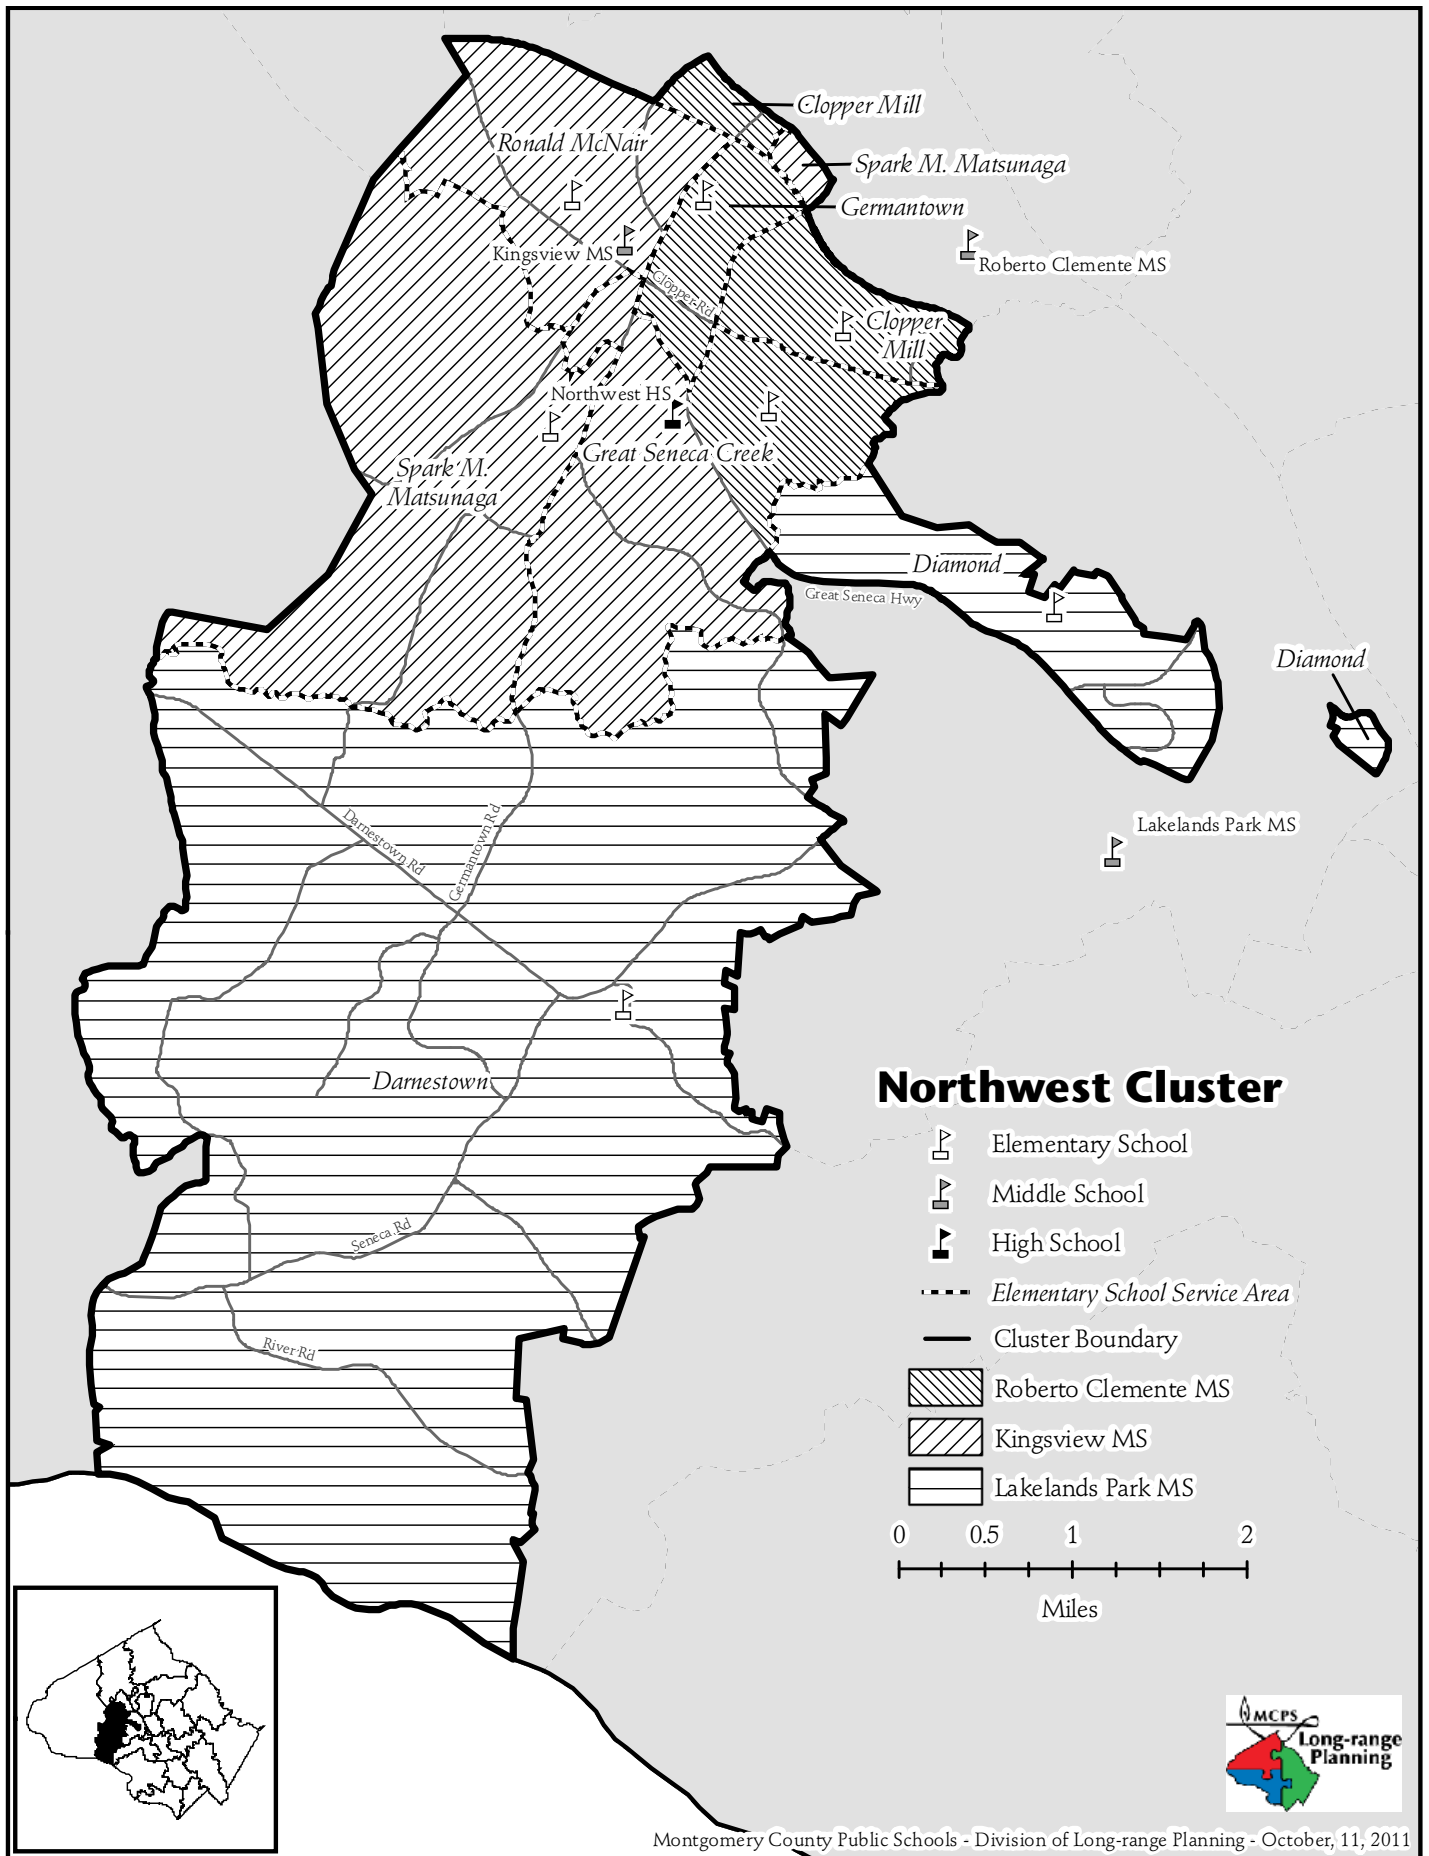 Clopper Mill
Ronald McNair
Spark M. Matsunaga
Germantown
Kingsview MS
Roberto Clemente MS
Clopper Rd
Clopper
Mill
Northwest HS
Great Seneca Creek
Spark M.
Matsunaga
Diamond
Great Seneca Hwy
Diamond
Darnestown Rd
Germantown Rd
Lakelands Park MS
Darnestown
Seneca Rd
River Rd
Northwest Cluster
Elementary School
Middle School
High School
Elementary School Service Area
Cluster Boundary
Roberto Clemente MS
Kingsview MS
Lakelands Park MS
0 0.5 1 2
Miles
MCPS
Long-range
Planning
Montgomery County Public Schools - Division of Long-range Planning - October, 11, 2011